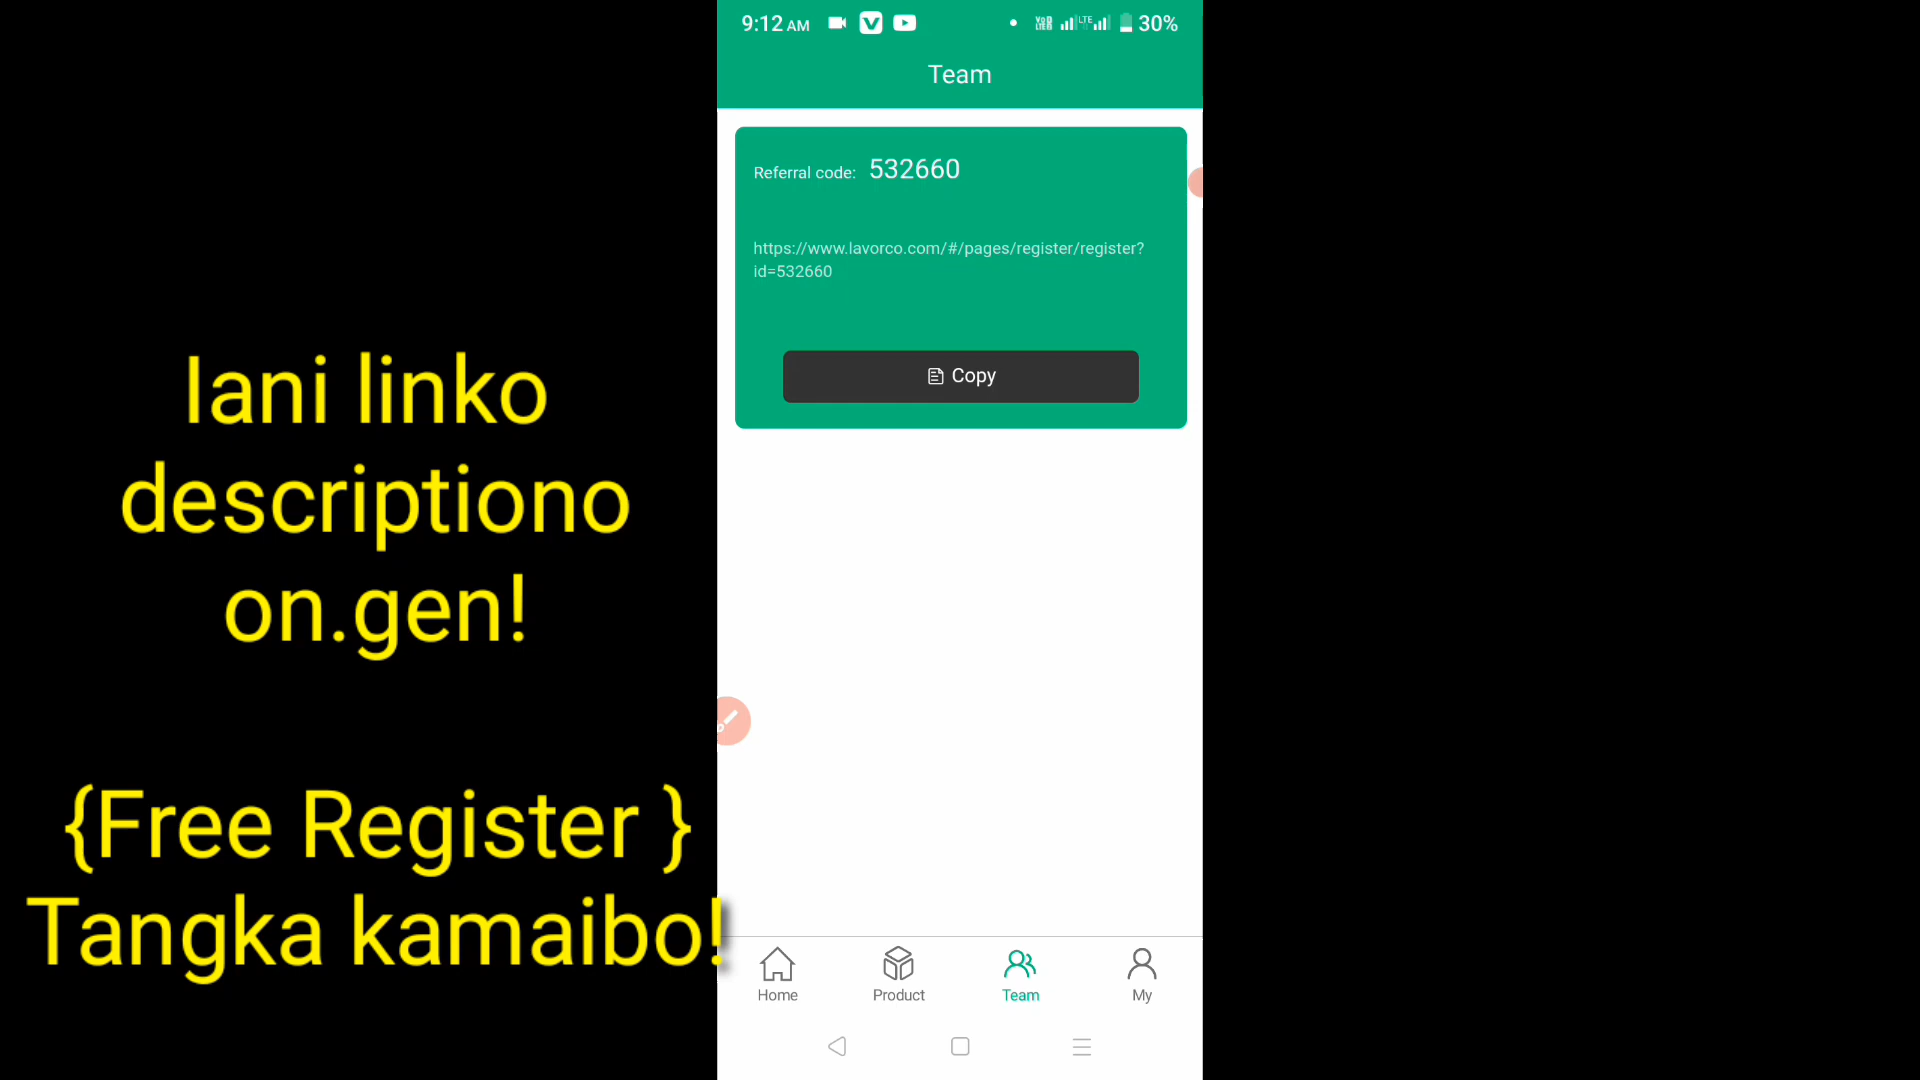 9:12 AM
30%
Team
Referral code: 532660
https://www.lavorco.com/#/pages/register/register?
id=532660
Copy
Iani linko
descriptiono
on.gen!
{Free Register }
Tangka kamaibo!
Home
Product
Team
My